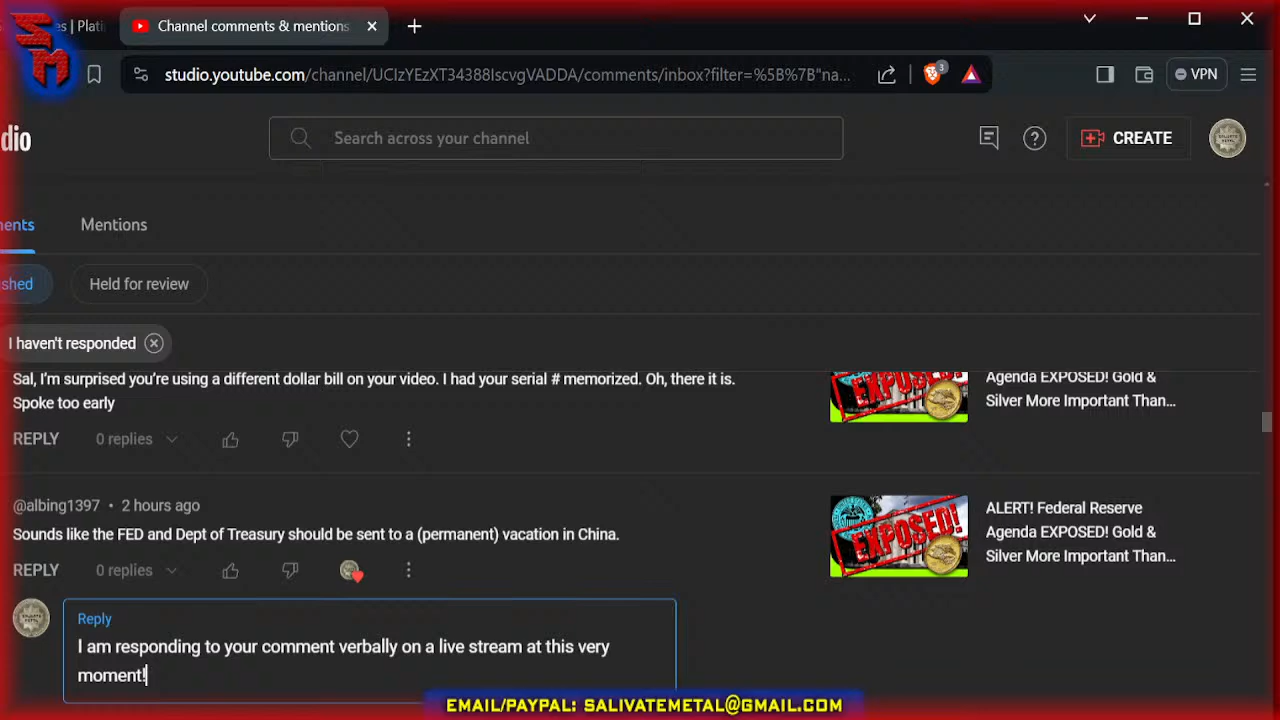 SM
es | Plati
Channel comments & mentions
studio.youtube.com/channel/UCIzYEzXT34388IscvgVADDA/comments/inbox?filter=%5B%7B"na...
3
VPN
dio
Search across your channel
CREATE
ents
Mentions
shed
Held for review
I haven't responded
Sal, I'm surprised you're using a different dollar bill on your video. I had your serial # memorized. Oh, there it is.
Spoke too early
EXPOSED!
Agenda EXPOSED! Gold &
Silver More Important Than...
REPLY
0 replies
@albing1397 • 2 hours ago
Sounds like the FED and Dept of Treasury should be sent to a (permanent) vacation in China.
EXPOSED!
ALERT! Federal Reserve
Agenda EXPOSED! Gold &
Silver More Important Than...
REPLY
0 replies
Reply
I am responding to your comment verbally on a live stream at this very
moment!
EMAIL/PAYPAL: SALIVATEMETAL@GMAIL.COM